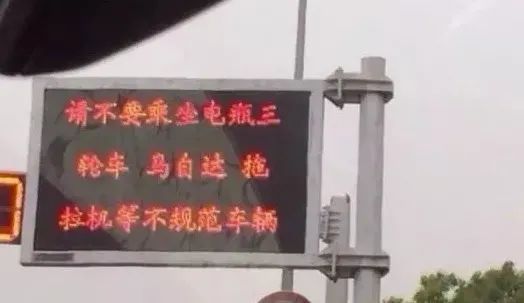 请不要乘坐电瓶三
轮车 马自达 拖
拉机等不规范车辆